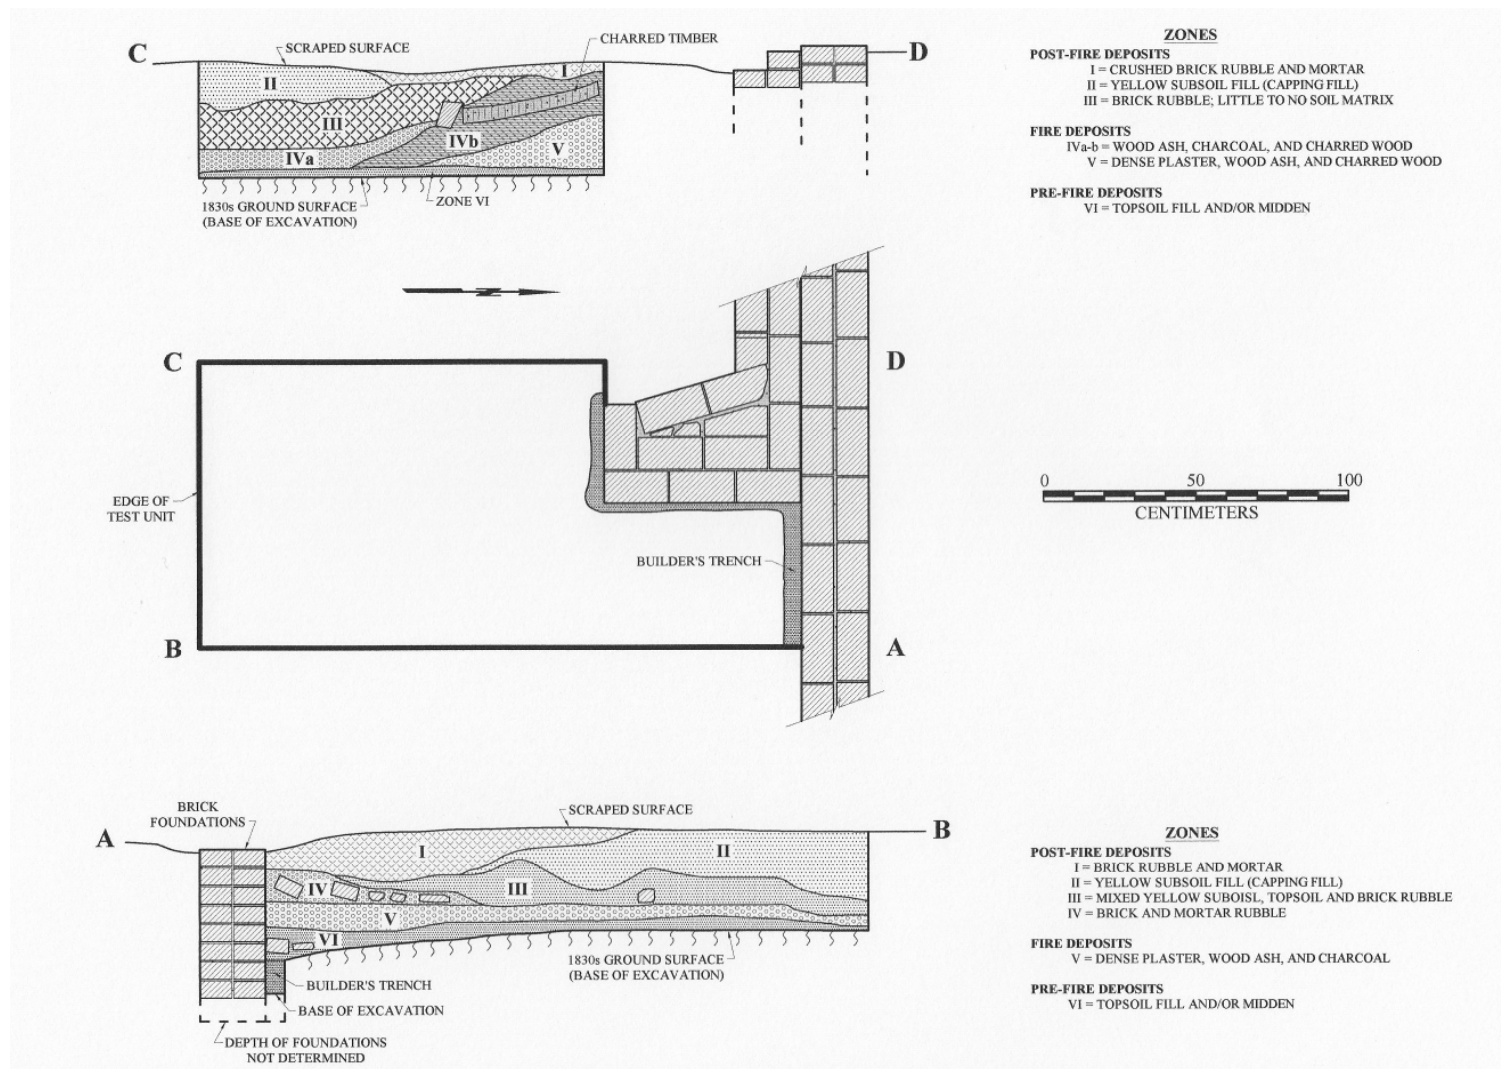 C
SCRAPED SURFACE
CHARRED TIMBER
D
I
II
III
IVb
IVa
V
1830s GROUND SURFACE
(BASE OF EXCAVATION)
ZONE VI
ZONES
POST-FIRE DEPOSITS
I = CRUSHED BRICK RUBBLE AND MORTAR
II = YELLOW SUBSOIL FILL (CAPPING FILL)
III = BRICK RUBBLE; LITTLE TO NO SOIL MATRIX
FIRE DEPOSITS
IVa-b = WOOD ASH, CHARCOAL, AND CHARRED WOOD
V = DENSE PLASTER, WOOD ASH, AND CHARRED WOOD
PRE-FIRE DEPOSITS
VI = TOPSOIL FILL AND/OR MIDDEN
N
C
D
EDGE OF
TEST UNIT
BUILDER'S TRENCH
B
A
0 50 100
CENTIMETERS
BRICK
FOUNDATIONS
SCRAPED SURFACE
A
B
I
II
III
IV
V
VI
1830s GROUND SURFACE
(BASE OF EXCAVATION)
BUILDER'S TRENCH
BASE OF EXCAVATION
DEPTH OF FOUNDATIONS
NOT DETERMINED
ZONES
POST-FIRE DEPOSITS
I = BRICK RUBBLE AND MORTAR
II = YELLOW SUBSOIL FILL (CAPPING FILL)
III = MIXED YELLOW SUBOISL, TOPSOIL AND BRICK RUBBLE
IV = BRICK AND MORTAR RUBBLE
FIRE DEPOSITS
V = DENSE PLASTER, WOOD ASH, AND CHARCOAL
PRE-FIRE DEPOSITS
VI = TOPSOIL FILL AND/OR MIDDEN